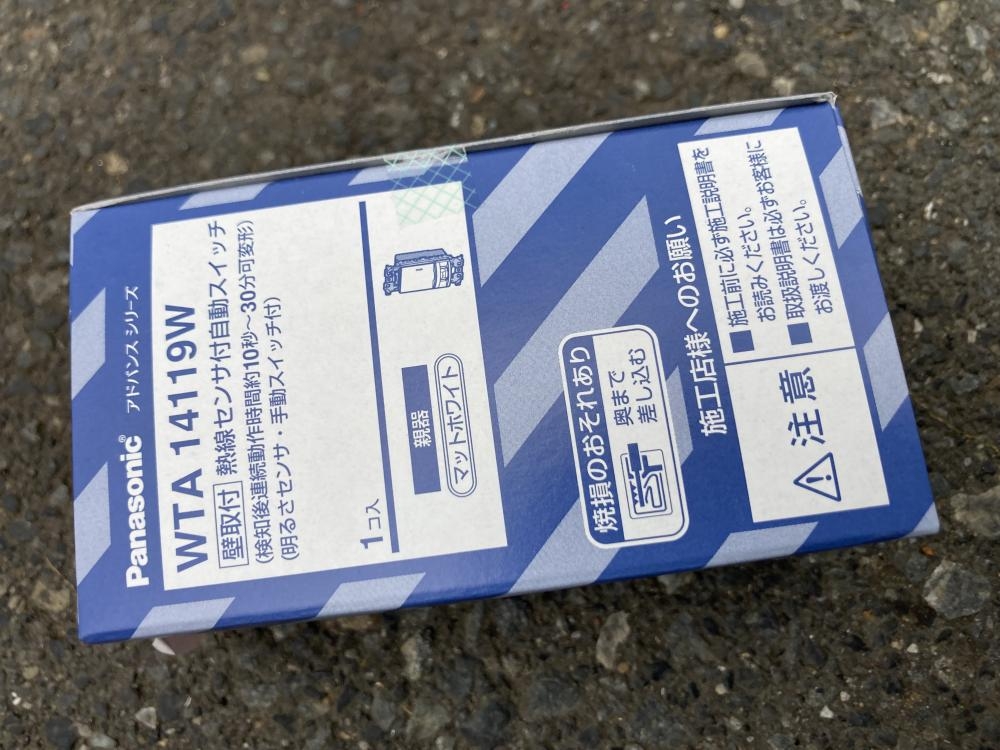 Panasonic® アドバンスシリーズ
WTA 14119W
壁取付 熱線センサ付自動スイッチ
(検知後連続動作時間約10秒〜30分可変形)
(明るさセンサ・手動スイッチ付)
1コ入
親器
マットホワイト
焼損のおそれあり
奥まで
差し込む
施工店様へのお願い
注意
■施工前に必ず施工説明書を
お読みください。
■取扱説明書は必ずお客様に
お渡しください。